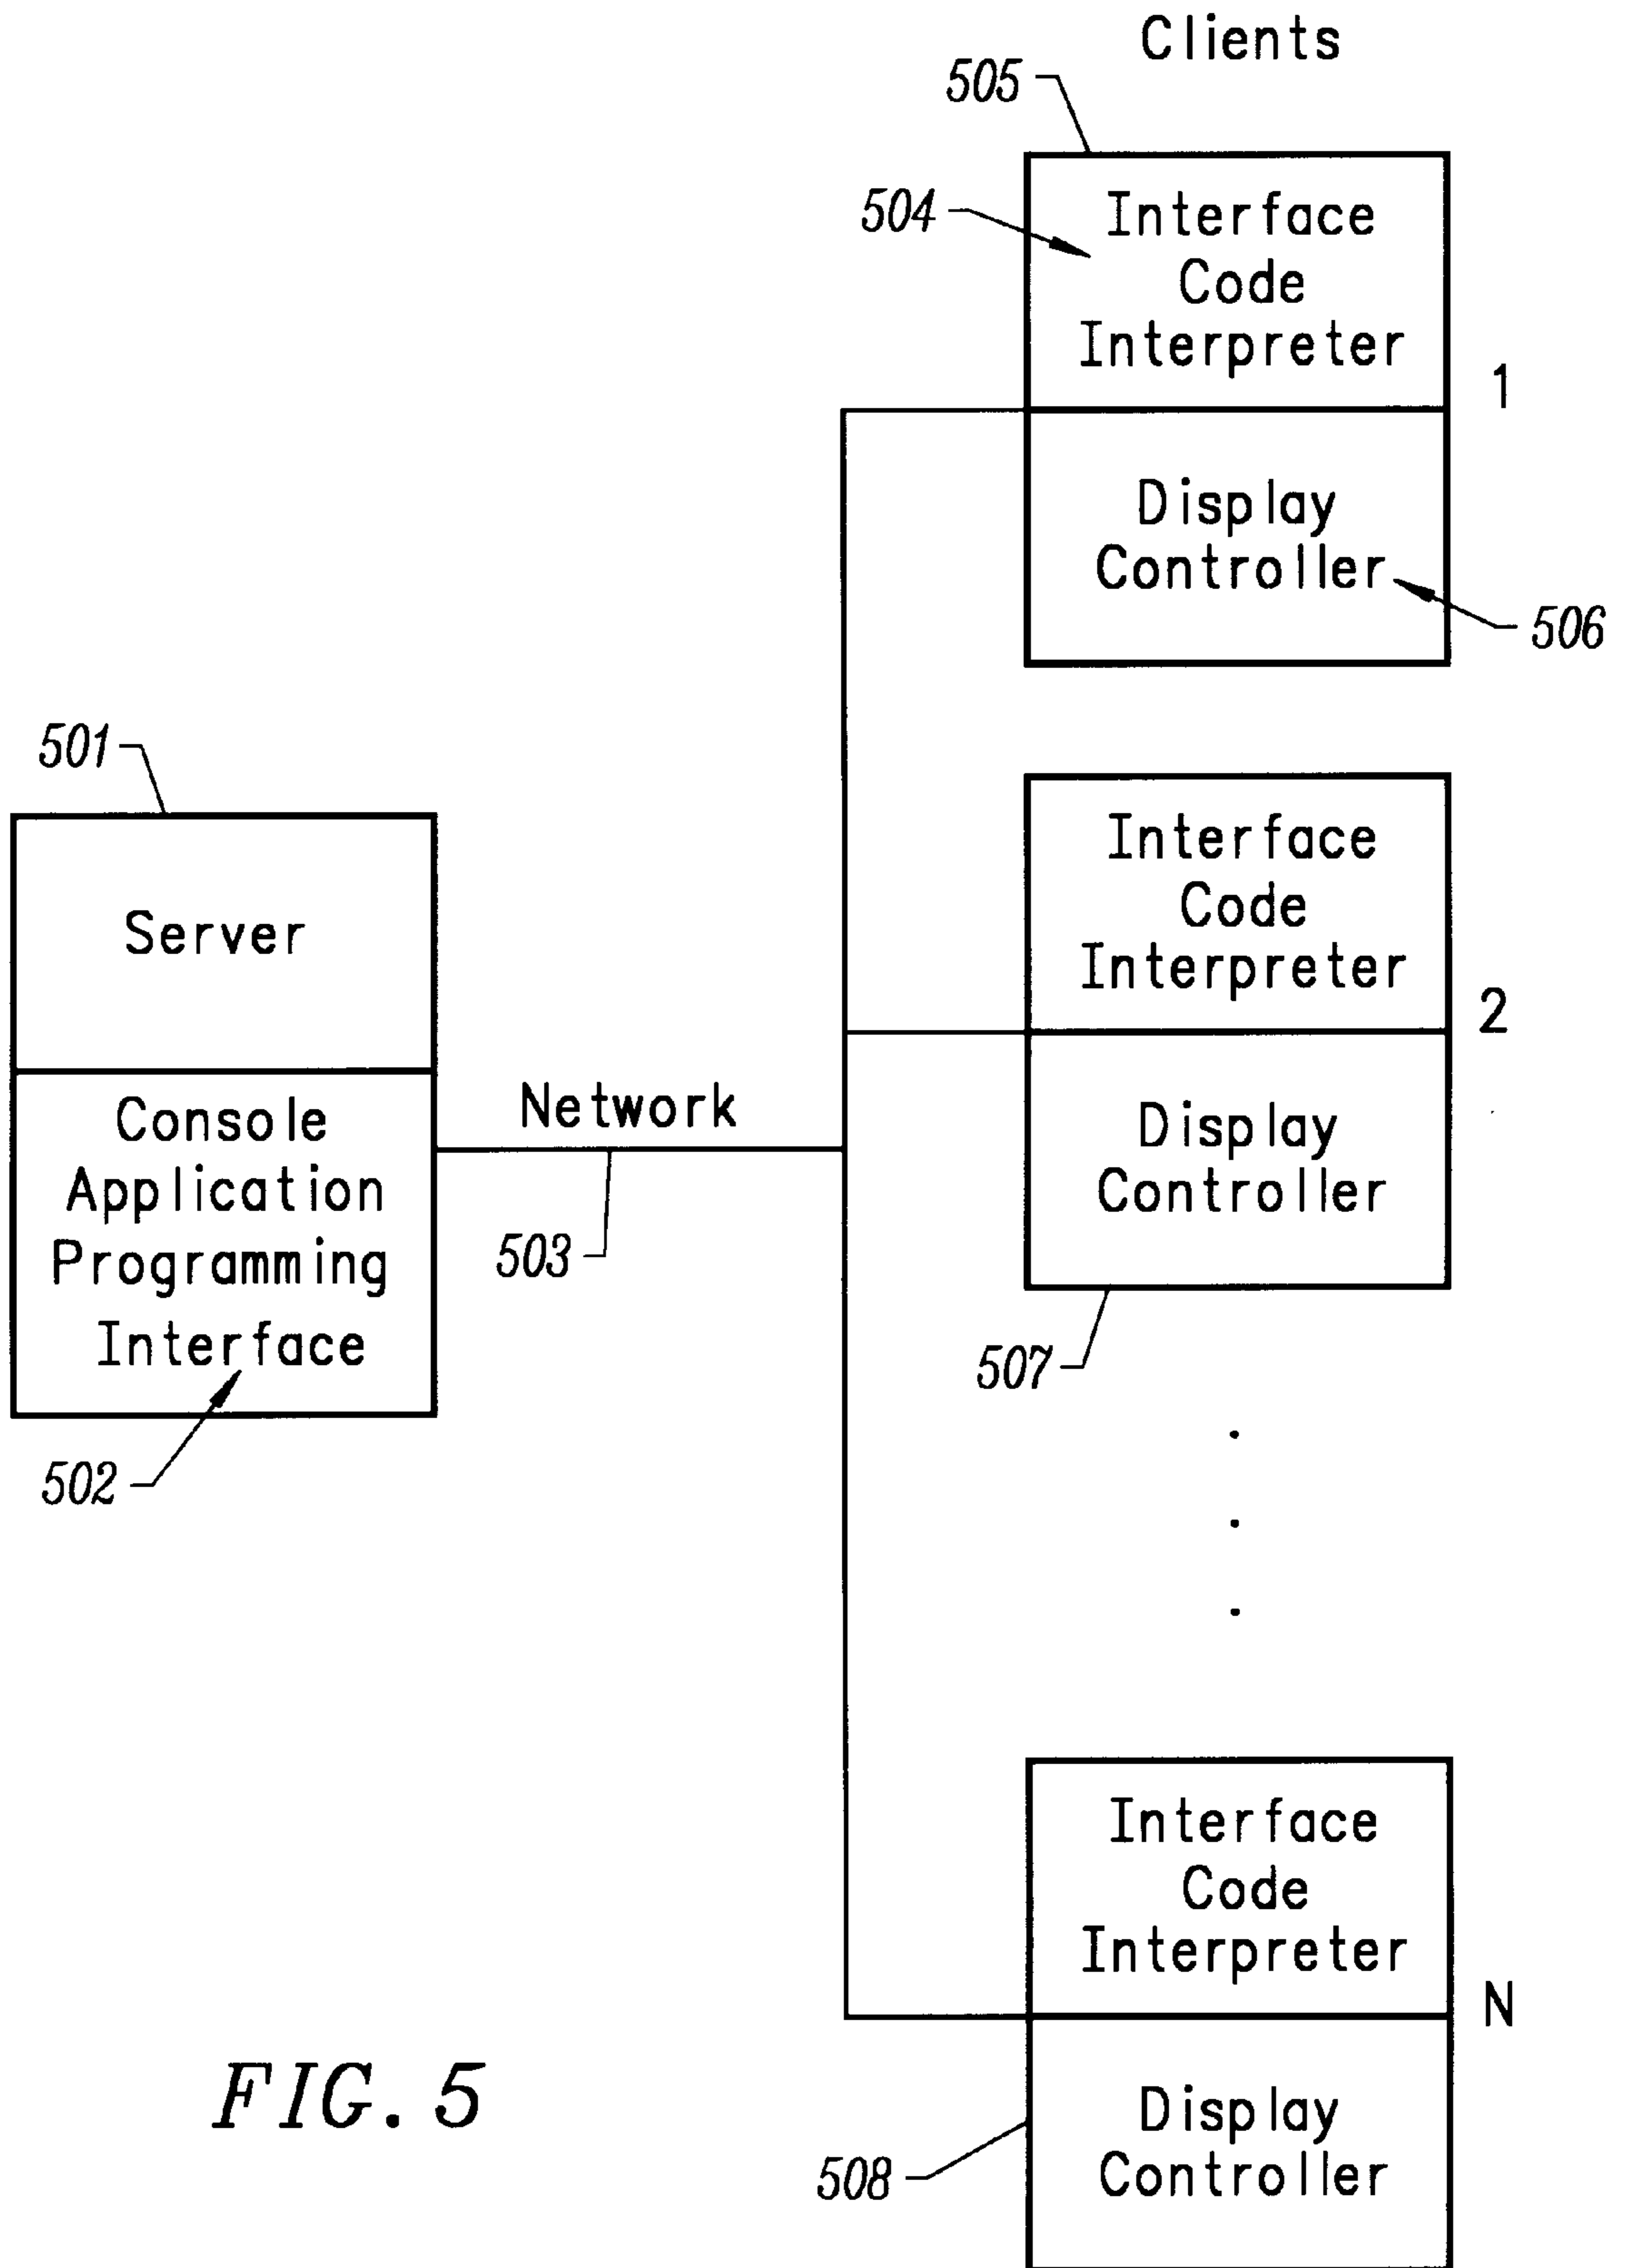 Clients
505
504
Interface
Code
Interpreter
1
Display
Controller
506
501
Server
Console
Application
Programming
Interface
502
Network
503
Interface
Code
Interpreter
2
Display
Controller
507
.
.
.
Interface
Code
Interpreter
N
Display
Controller
508
FIG. 5